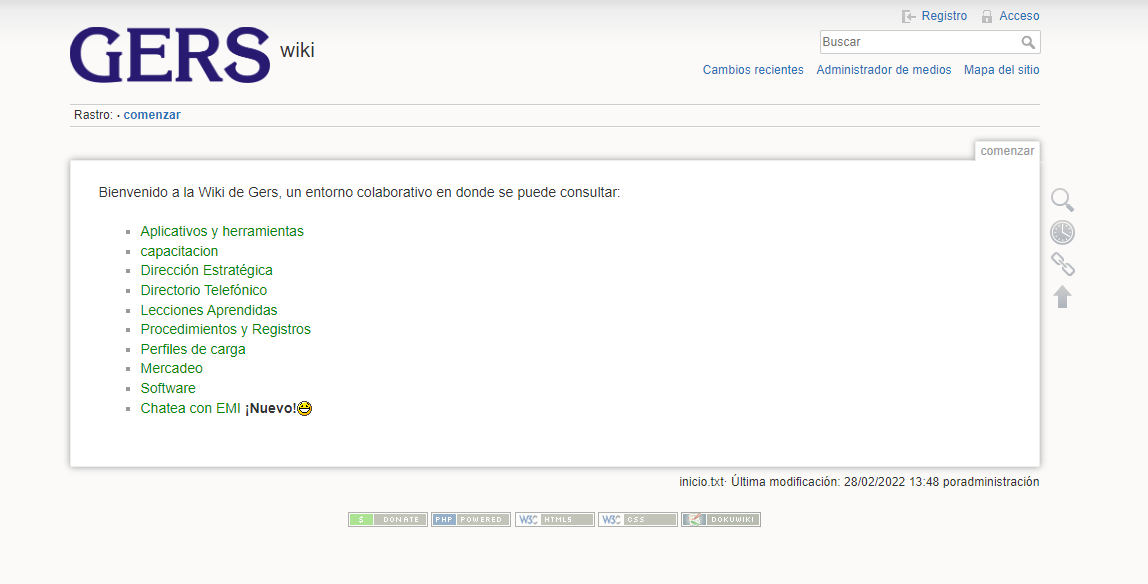 Registro Acceso
GERS wiki
Buscar
Cambios recientes Administrador de medios Mapa del sitio
Rastro: · comenzar
comenzar
Bienvenido a la Wiki de Gers, un entorno colaborativo en donde se puede consultar:
Aplicativos y herramientas
capacitacion
Dirección Estratégica
Directorio Telefónico
Lecciones Aprendidas
Procedimientos y Registros
Perfiles de carga
Mercadeo
Software
Chatea con EMI ¡Nuevo!
inicio.txt· Última modificación: 28/02/2022 13:48 poradministración
$ DONATE PHP POWERED W3C HTML5 W3C CSS DOKUWIKI